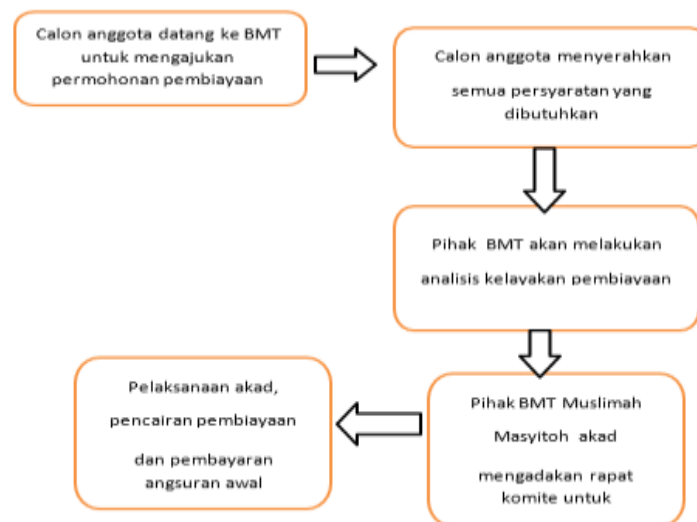 Calon anggota datang ke BMT
untuk mengajukan
permohonan pembiayaan
Calon anggota menyerahkan
semua persyaratan yang
dibutuhkan
Pihak BMT akan melakukan
analisis kelayakan pembiayaan
Pihak BMT Muslimah
Masyitoh akad
mengadakan rapat
komite untuk
Pelaksanaan akad,
pencairan pembiayaan
dan pembayaran
angsuran awal